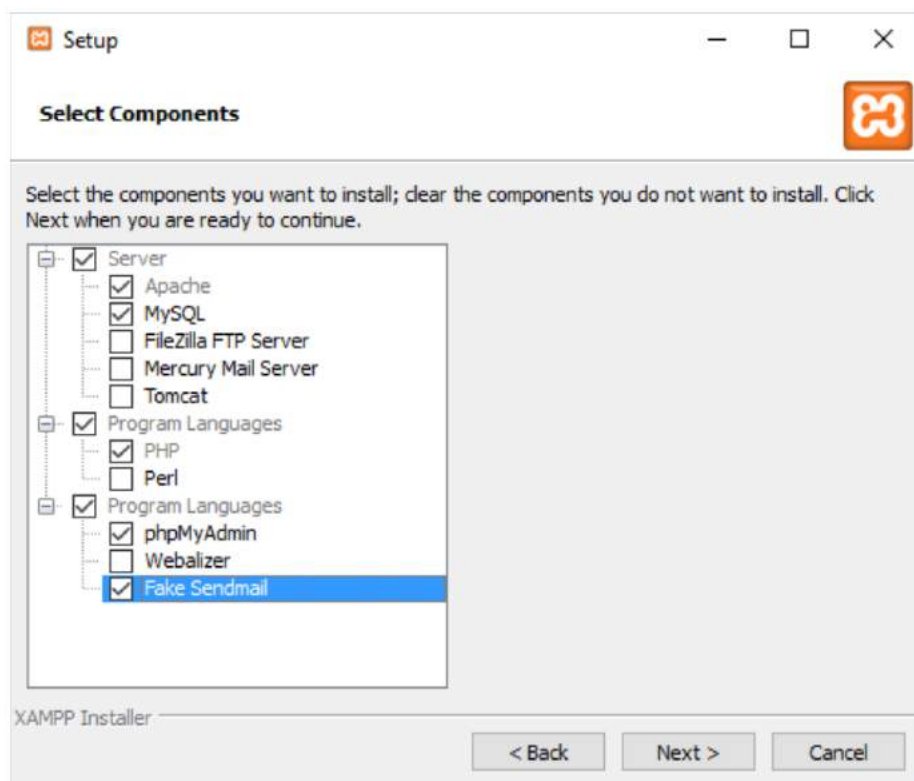 Setup
Select Components
Select the components you want to install; clear the components you do not want to install. Click
Next when you are ready to continue.
Server
Apache
MySQL
FileZilla FTP Server
Mercury Mail Server
Tomcat
Program Languages
PHP
Perl
Program Languages
phpMyAdmin
Webalizer
Fake Sendmail
XAMPP Installer
< Back Next > Cancel